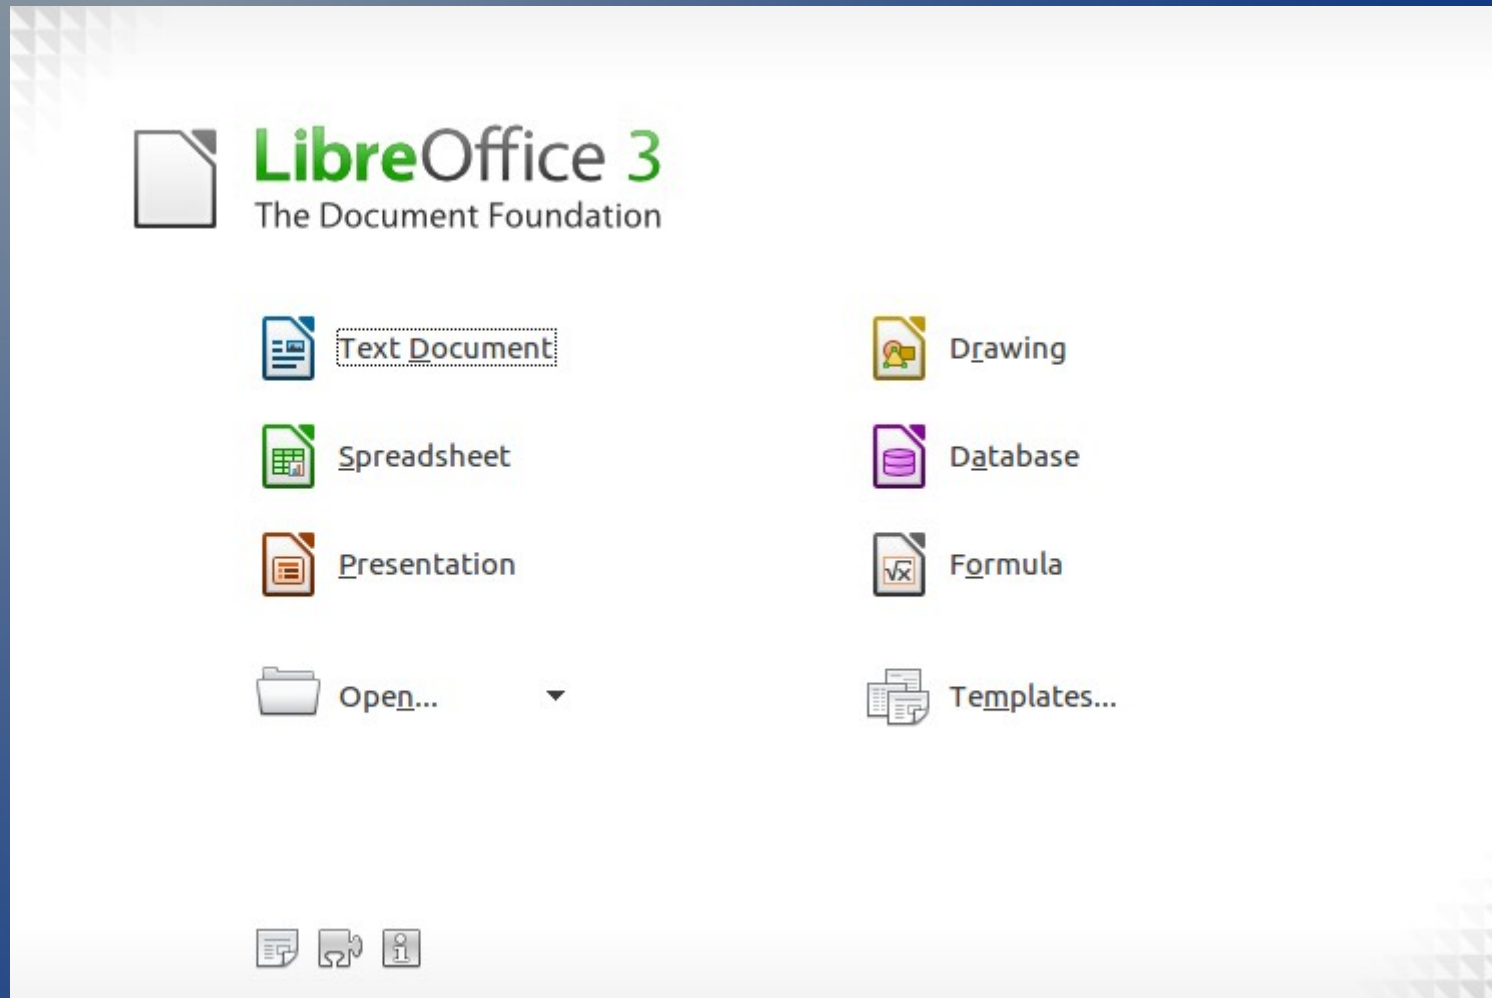 LibreOffice 3
The Document Foundation
Text Document
Spreadsheet
Presentation
Open...
Drawing
Database
Formula
√x
Templates...